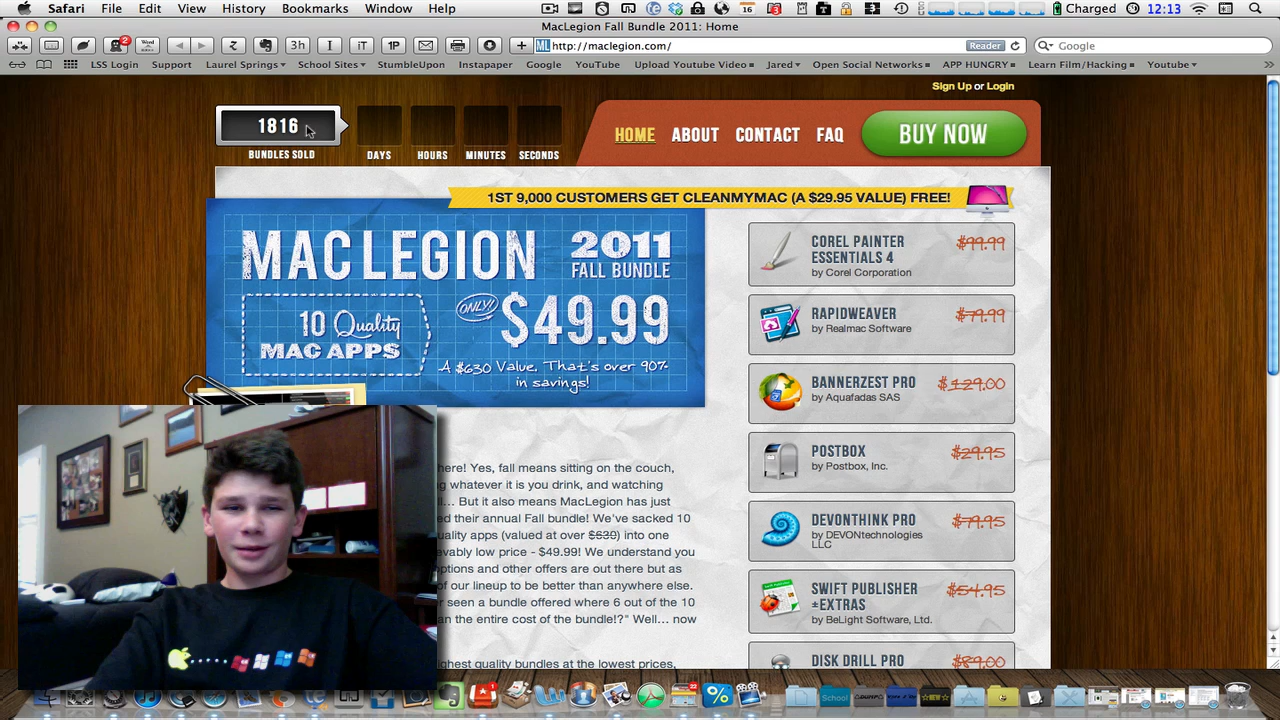 Safari File Edit View History Bookmarks Window Help
16
Charged
12:13
MacLegion Fall Bundle 2011: Home
2
3h
iT
1P
http://maclegion.com/
Reader
Google
LSS Login Support Laurel Springs School Sites StumbleUpon Instapaper Google YouTube Upload Youtube Video Jared Open Social Networks APP HUNGRY Learn Film/Hacking Youtube
Sign Up or Login
1816
BUNDLES SOLD
DAYS HOURS MINUTES SECONDS
HOME ABOUT CONTACT FAQ BUY NOW
1ST 9,000 CUSTOMERS GET CLEANMYMAC (A $29.95 VALUE) FREE!
MACLEGION 2011
FALL BUNDLE
10 Quality
MAC APPS
ONLY! $49.99
A $630 Value. That's over 90%
in savings!
here! Yes, fall means sitting on the couch,
whatever it is you drink, and watching
But it also means MacLegion has just
their annual Fall bundle! We've sacked 10
apps (valued at over $630) into one
low price - $49.99! We understand you
and other offers are out there but as
of our lineup to be better than anywhere else.
seen a bundle offered where 6 out of the 10
the entire cost of the bundle!?" Well... now
quality bundles at the lowest prices,
COREL PAINTER
ESSENTIALS 4
by Corel Corporation
$99.99
RAPIDWEAVER
by Realmac Software
$79.99
BANNERZEST PRO
by Aquafadas SAS
$129.00
POSTBOX
by Postbox, Inc.
$29.95
DEVONTHINK PRO
by DEVONtechnologies
LLC
$79.95
SWIFT PUBLISHER
+EXTRAS
by BeLight Software, Ltd.
$54.95
DISK DRILL PRO
$89.00
School